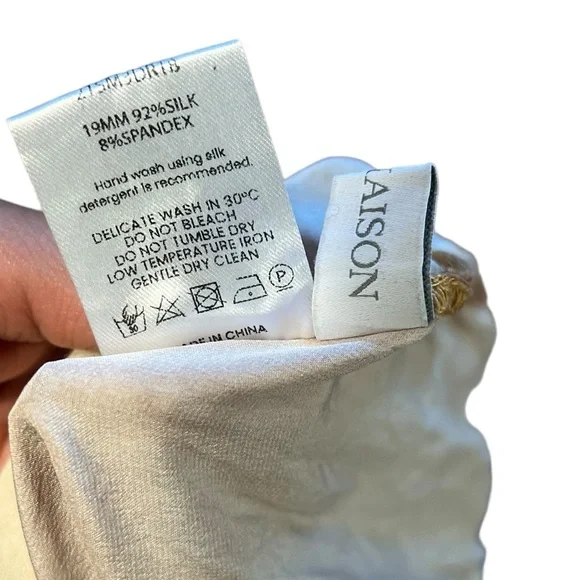 19MM 92%SILK
8%SPANDEX
Hand wash using silk
detergent is recommended.
DELICATE WASH IN 30°C
DO NOT BLEACH
DO NOT TUMBLE DRY
LOW TEMPERATURE IRON
GENTLE DRY CLEAN
30
P
IN CHINA
AISON